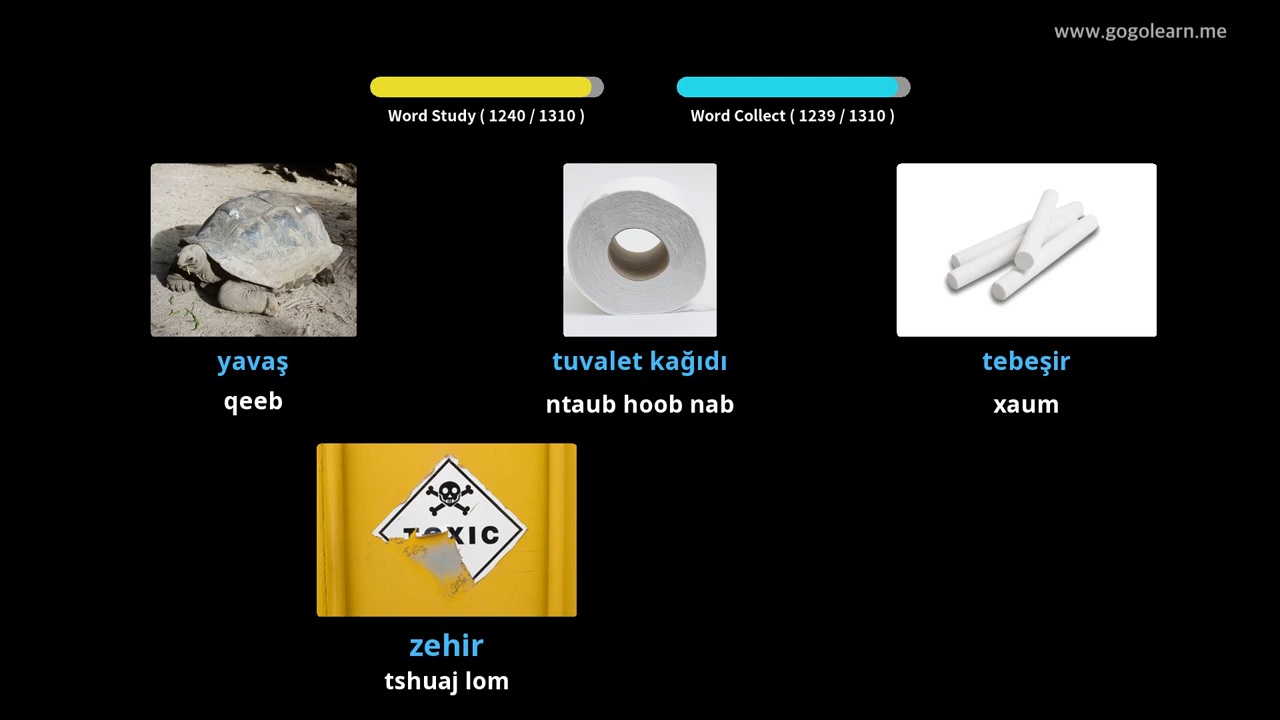 www.gogolearn.me
Word Study ( 1240 / 1310 )
Word Collect ( 1239 / 1310 )
yavaş
tuvalet kağıdı
tebeşir
qeeb
ntaub hoob nab
xaum
TOXIC
zehir
tshuaj lom